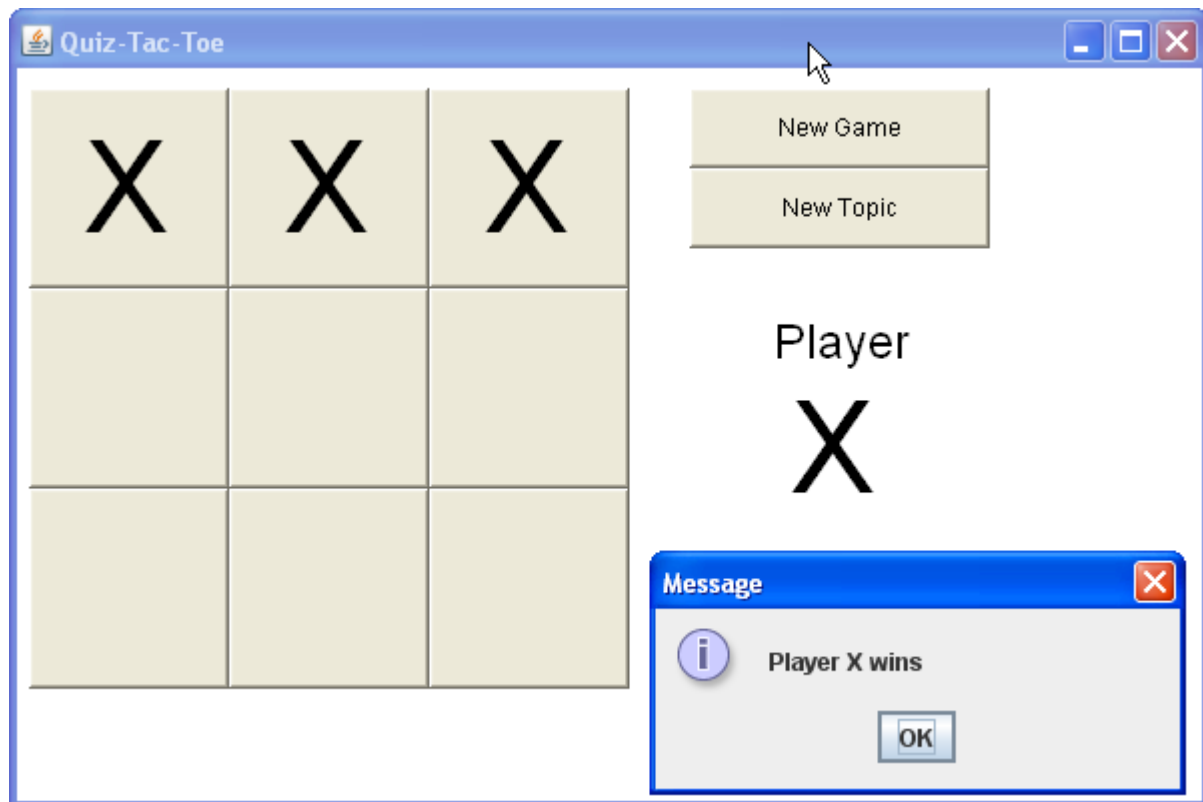 Quiz-Tac-Toe
X X X
New Game
New Topic
Player
X
Message
i
Player X wins
OK